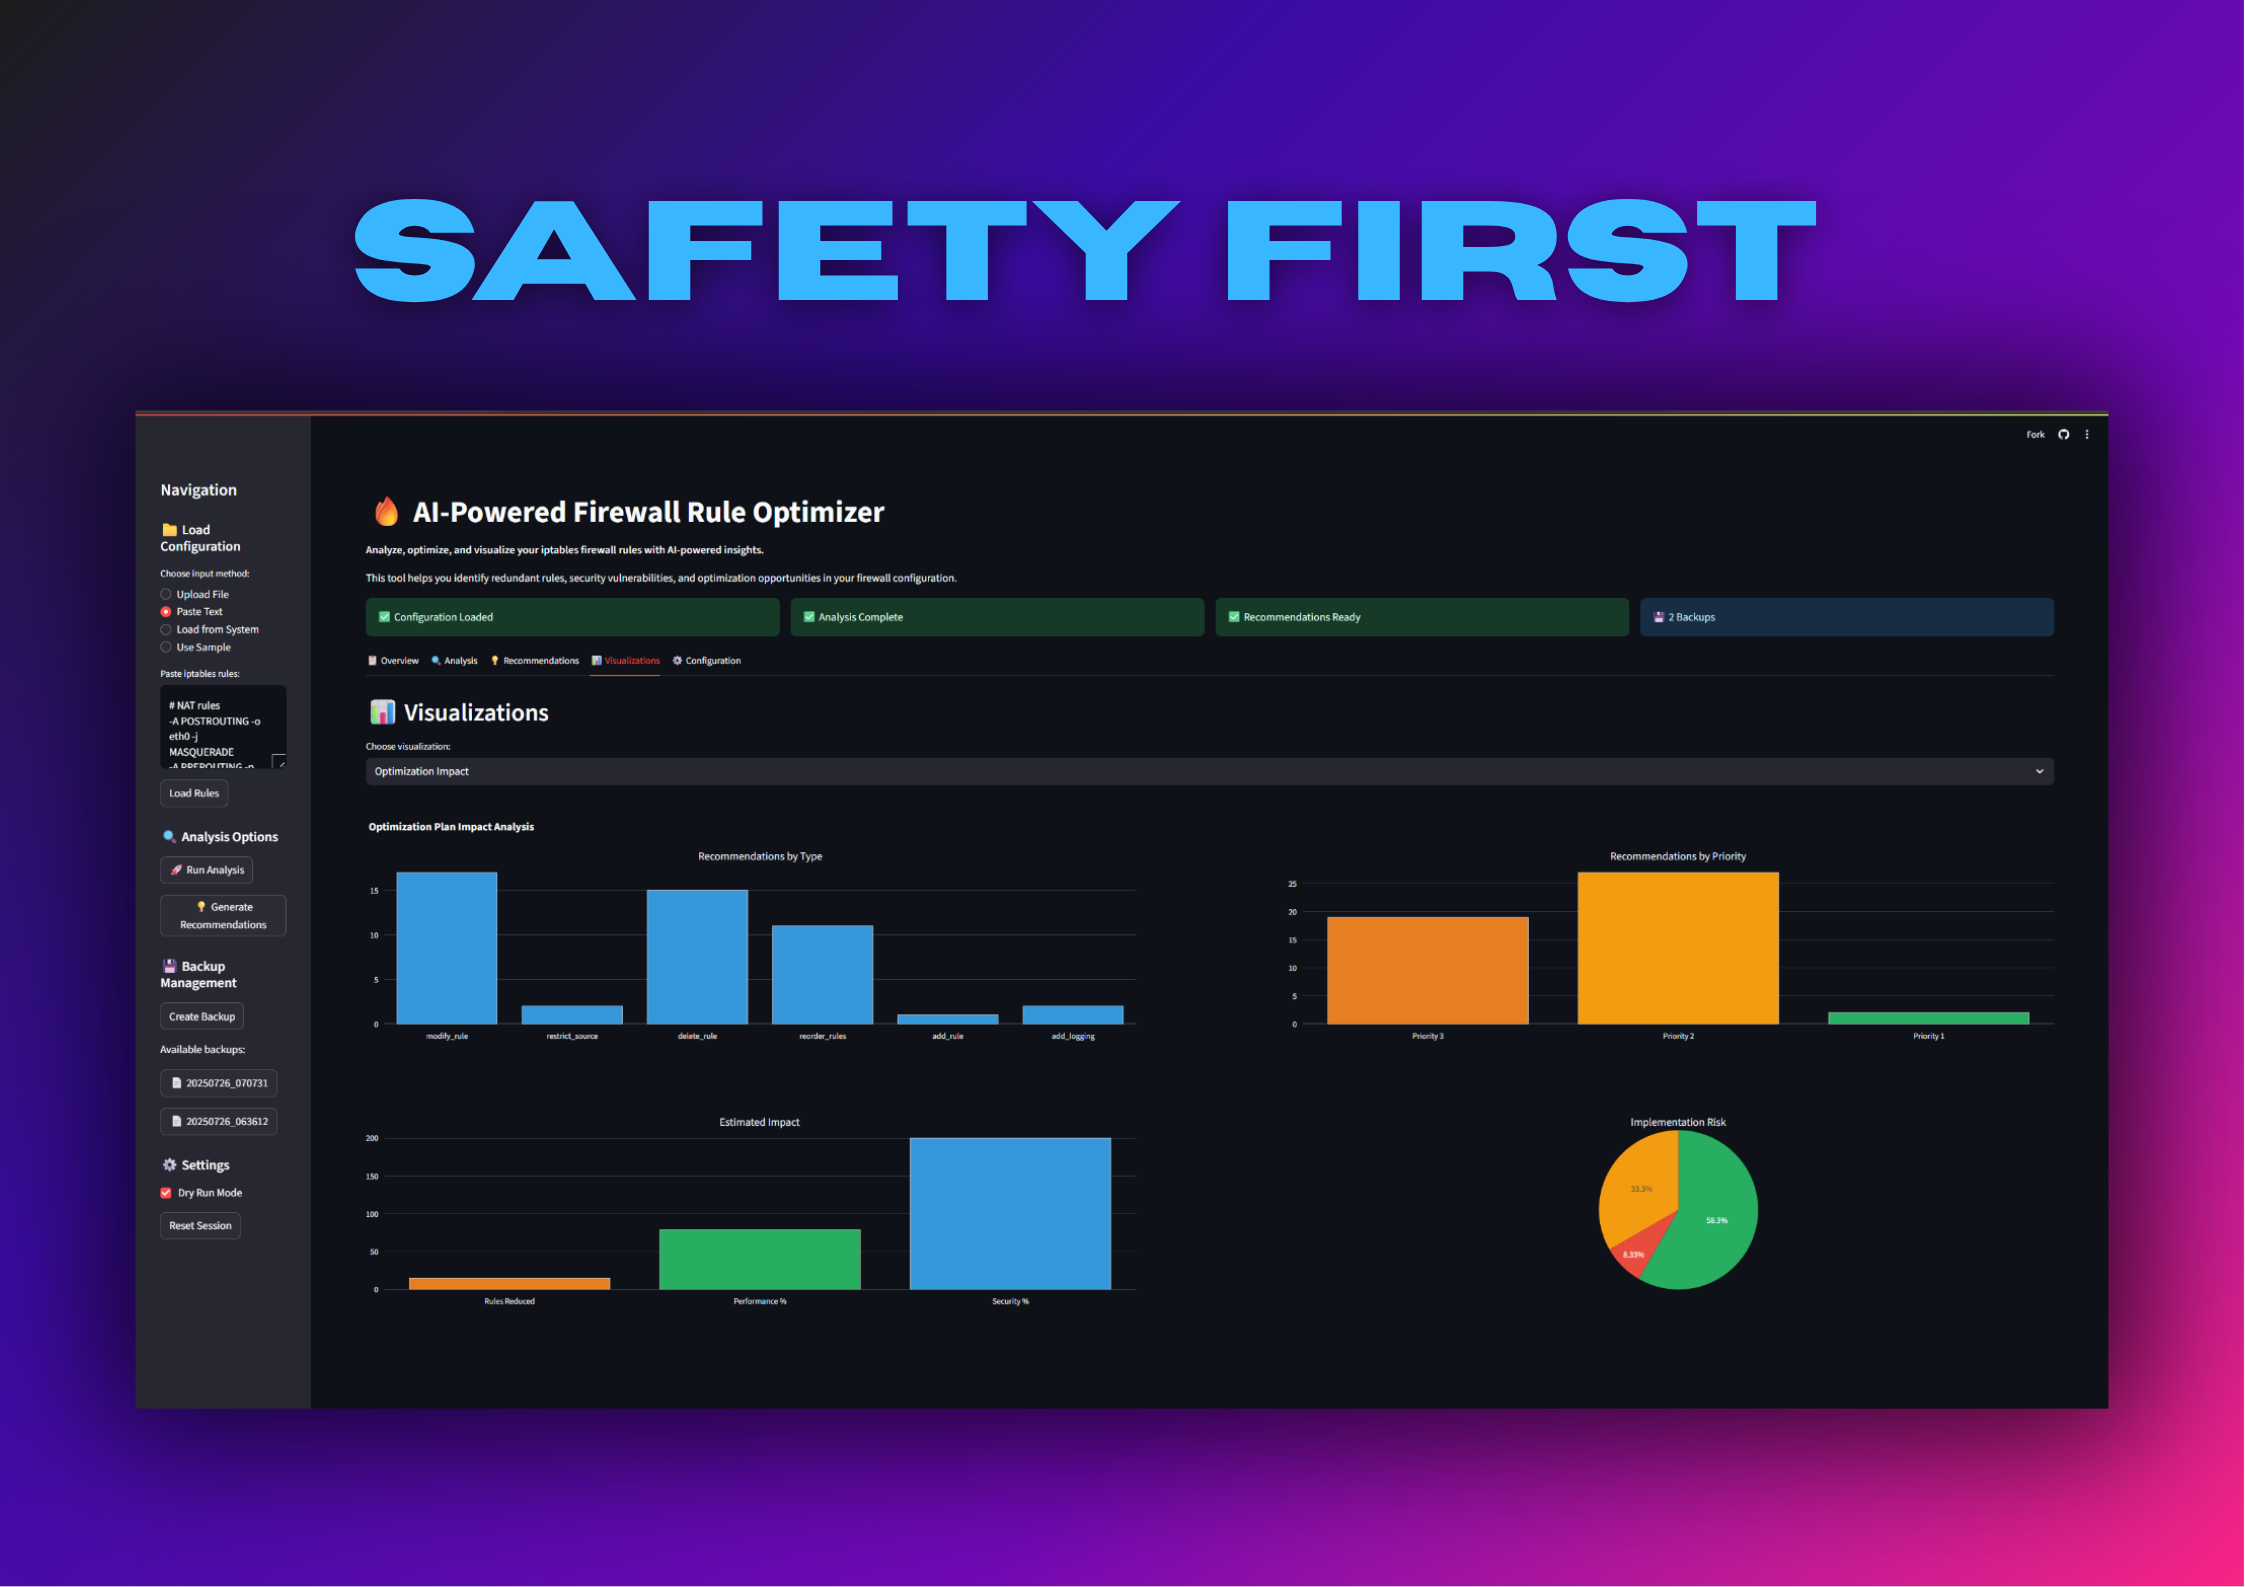 SAFETY FIRST
Fork
Navigation
Load
Configuration
Choose input method:
Upload File
Paste Text
Load from System
Use Sample
Paste iptables rules:
# NAT rules
-A POSTROUTING -o
eth0 -j
MASQUERADE
-A PREROUTING -p
Load Rules
Analysis Options
Run Analysis
Generate
Recommendations
Backup
Management
Create Backup
Available backups:
20250726_070731
20250726_063612
Settings
Dry Run Mode
Reset Session
AI-Powered Firewall Rule Optimizer
Analyze, optimize, and visualize your iptables firewall rules with AI-powered insights.
This tool helps you identify redundant rules, security vulnerabilities, and optimization opportunities in your firewall configuration.
Configuration Loaded
Analysis Complete
Recommendations Ready
2 Backups
Overview Analysis Recommendations Visualizations Configuration
Visualizations
Choose visualization:
Optimization Impact
Optimization Plan Impact Analysis
Recommendations by Type
15
10
5
0
modify_rule restrict_source delete_rule reorder_rules add_rule add_logging
Recommendations by Priority
25
20
15
10
5
0
Priority 3 Priority 2 Priority 1
Estimated Impact
200
150
100
50
0
Rules Reduced Performance % Security %
Implementation Risk
33.3%
58.3%
8.33%